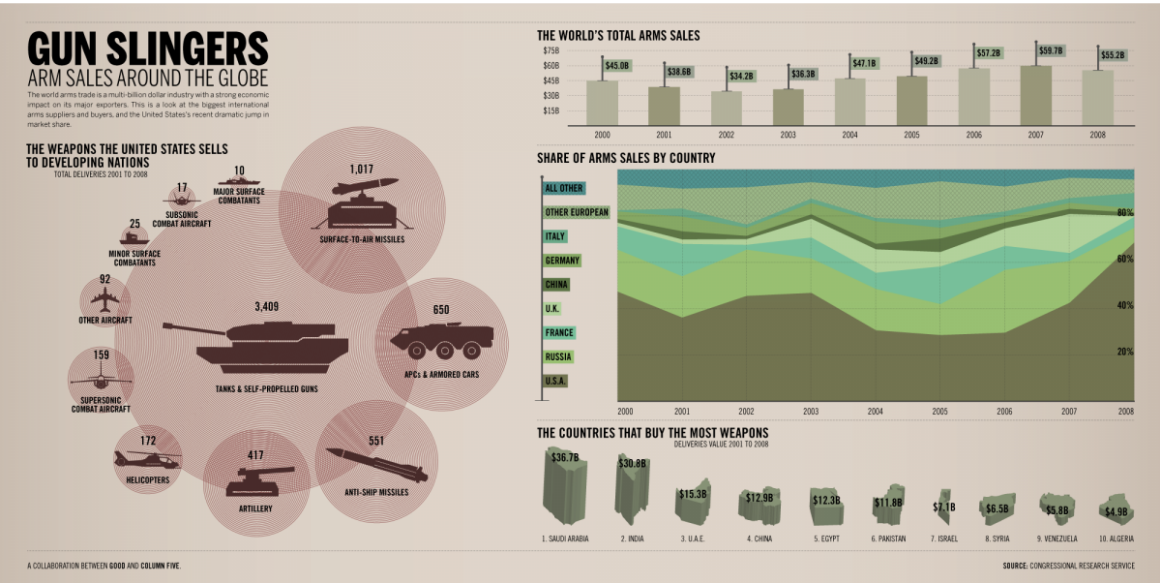 GUN SLINGERS
ARM SALES AROUND THE GLOBE
The world arms trade is a multi-billion dollar industry with a strong economic
impact on its major exporters. This is a look at the biggest international
arms suppliers and buyers, and the United States's recent dramatic jump in
market share.
THE WEAPONS THE UNITED STATES SELLS
TO DEVELOPING NATIONS
TOTAL DELIVERIES 2001 TO 2008
10
MAJOR SURFACE
COMBATANTS
17
SUBSONIC
COMBAT AIRCRAFT
25
MINOR SURFACE
COMBATANTS
92
OTHER AIRCRAFT
159
SUPERSONIC
COMBAT AIRCRAFT
172
HELICOPTERS
417
ARTILLERY
551
ANTI-SHIP MISSILES
650
APCs & ARMORED CARS
1,017
SURFACE-TO-AIR MISSILES
3,409
TANKS & SELF-PROPELLED GUNS
THE WORLD'S TOTAL ARMS SALES
$75B
$60B
$45B
$30B
$15B
$45.0B
$38.6B
$34.2B
$36.3B
$47.1B
$49.2B
$57.2B
$59.7B
$55.2B
2000 2001 2002 2003 2004 2005 2006 2007 2008
SHARE OF ARMS SALES BY COUNTRY
ALL OTHER
OTHER EUROPEAN
ITALY
GERMANY
CHINA
U.K.
FRANCE
RUSSIA
U.S.A.
80%
60%
40%
20%
2000 2001 2002 2003 2004 2005 2006 2007 2008
THE COUNTRIES THAT BUY THE MOST WEAPONS
DELIVERIES VALUE 2001 TO 2008
$36.7B $30.8B $15.3B $12.9B $12.3B $11.8B $7.1B $6.5B $5.8B $4.9B
1. SAUDI ARABIA 2. INDIA 3. U.A.E. 4. CHINA 5. EGYPT 6. PAKISTAN 7. ISRAEL 8. SYRIA 9. VENEZUELA 10. ALGERIA
A COLLABORATION BETWEEN GOOD AND COLUMN FIVE.
SOURCE: CONGRESSIONAL RESEARCH SERVICE